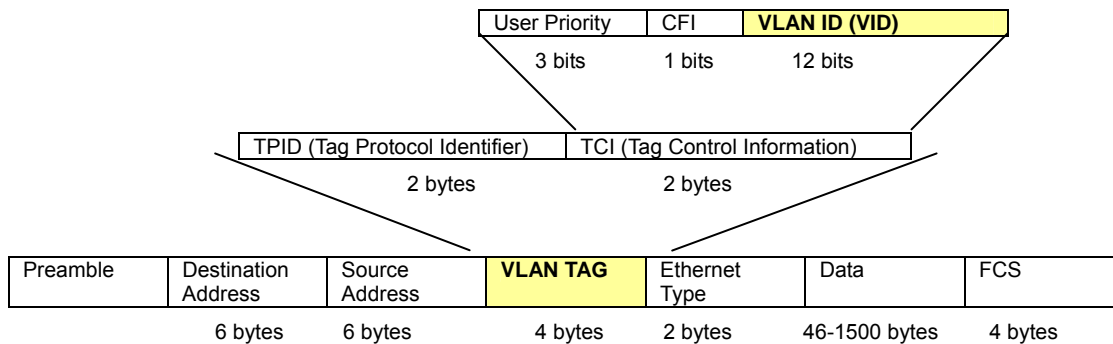 User Priority CFI VLAN ID (VID)
3 bits 1 bits 12 bits
TPID (Tag Protocol Identifier) TCI (Tag Control Information)
2 bytes 2 bytes
Preamble Destination Address Source Address VLAN TAG Ethernet Type Data FCS
6 bytes 6 bytes 4 bytes 2 bytes 46-1500 bytes 4 bytes